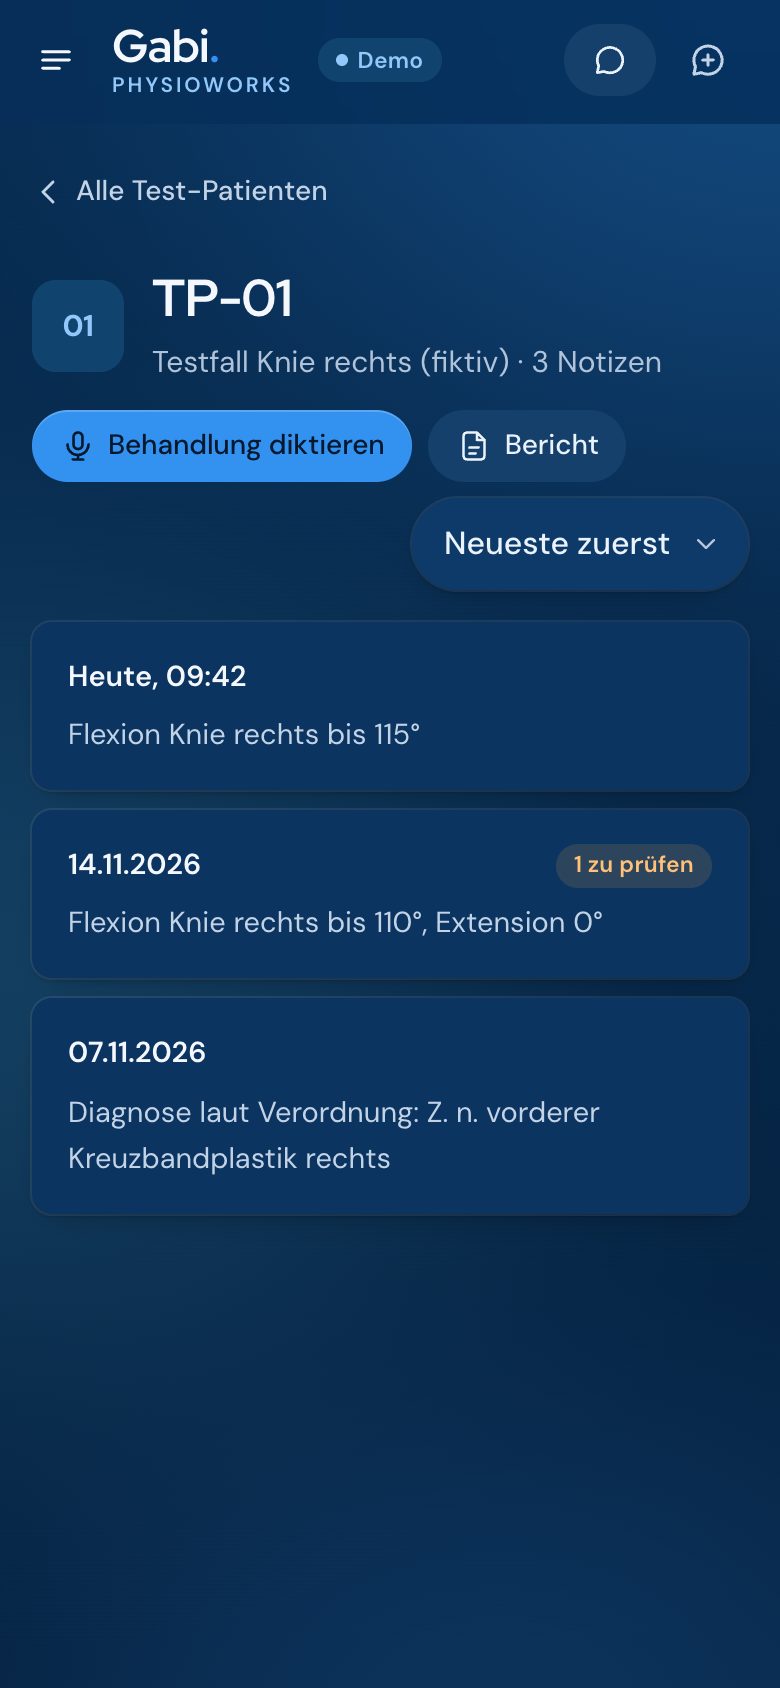 Gabi.
PHYSIOWORKS
Demo
Alle Test-Patienten
01
TP-01
Testfall Knie rechts (fiktiv) · 3 Notizen
Behandlung diktieren
Bericht
Neueste zuerst
Heute, 09:42
Flexion Knie rechts bis 115°
14.11.2026
1 zu prüfen
Flexion Knie rechts bis 110°, Extension 0°
07.11.2026
Diagnose laut Verordnung: Z. n. vorderer
Kreuzbandplastik rechts